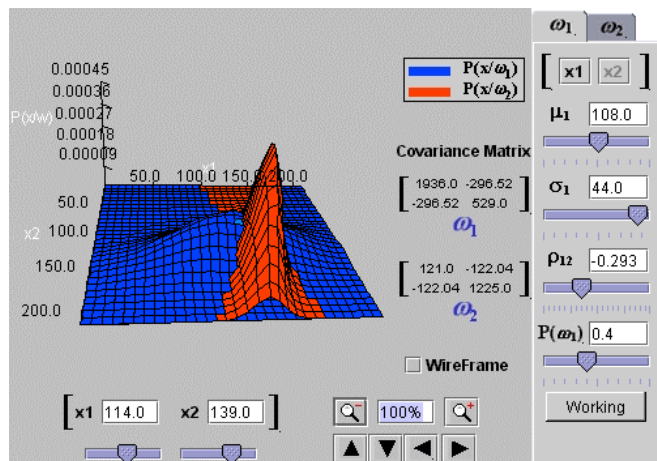 ω1. ω2.
x1 x2
μ1 108.0
σ1 44.0
ρ12 -0.293
P(ω1) 0.4
Working
P(x/ω1)
P(x/ω2)
0.00045
0.00036
P(x/w) 0.00027
0.00018
0.00009
x1
50.0 100.0 150.0 200.0
50.0
x2 100.0
150.0
200.0
Covariance Matrix
1936.0 -296.52
-296.52 529.0
ω1
121.0 -122.04
-122.04 1225.0
ω2
WireFrame
x1 114.0 x2 139.0
100%